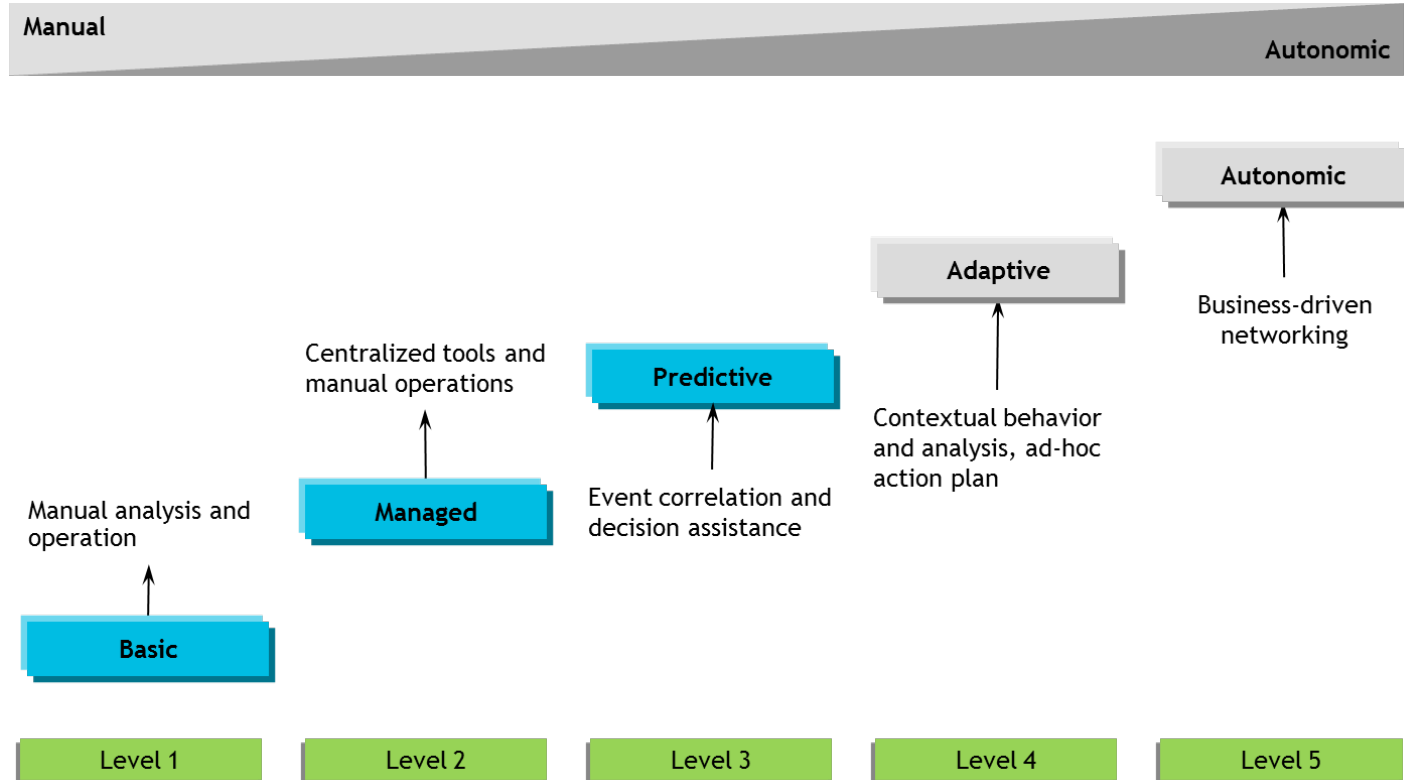 Manual
Autonomic
Autonomic
Adaptive
Business-driven
networking
Centralized tools and
manual operations
Predictive
Contextual behavior
and analysis, ad-hoc
action plan
Manual analysis and
operation
Managed
Event correlation and
decision assistance
Basic
Level 1
Level 2
Level 3
Level 4
Level 5